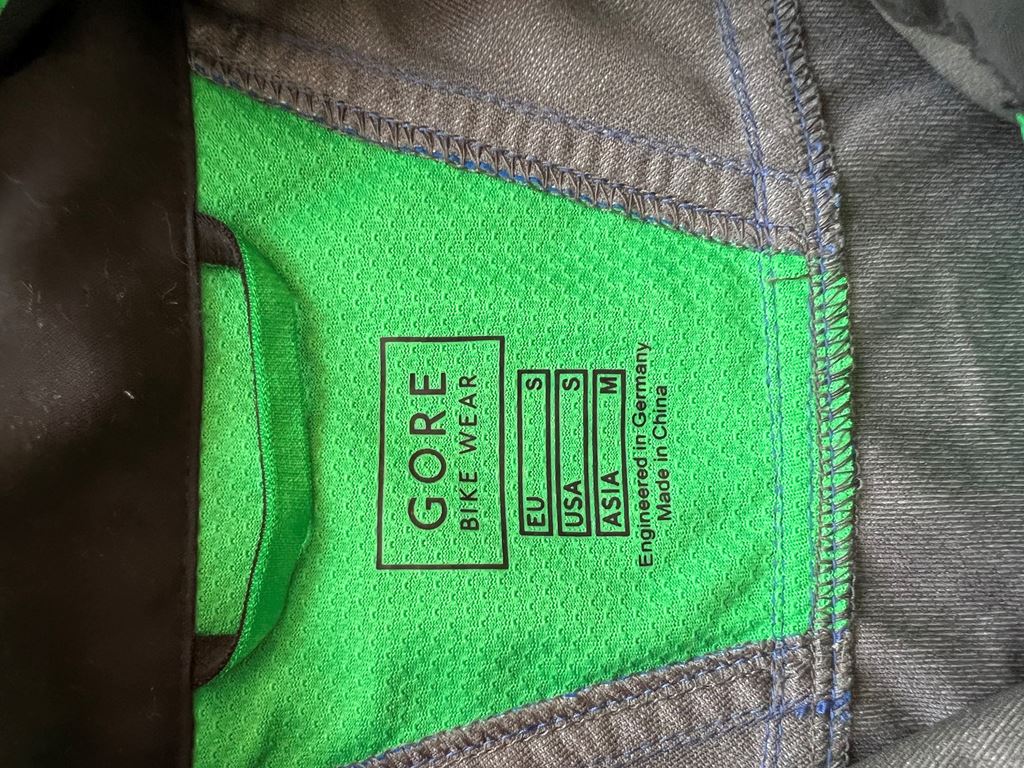 GORE
BIKE WEAR
EU S
USA S
ASIA M
Engineered in Germany
Made in China